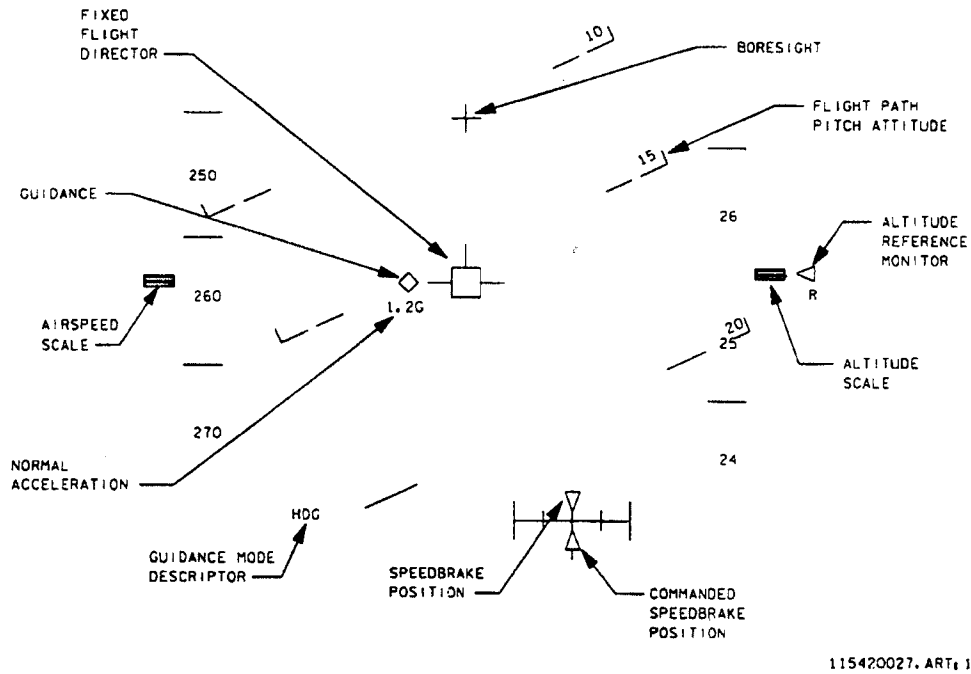 FIXED
FLIGHT
DIRECTOR
10
BORESIGHT
FLIGHT PATH
PITCH ATTITUDE
15
250
GUIDANCE
26
ALTITUDE
REFERENCE
MONITOR
R
260
1.2G
AIRSPEED
SCALE
20
25
ALTITUDE
SCALE
270
24
NORMAL
ACCELERATION
HDG
GUIDANCE MODE
DESCRIPTOR
SPEEDBRAKE
POSITION
COMMANDED
SPEEDBRAKE
POSITION
115420027.ART; 1